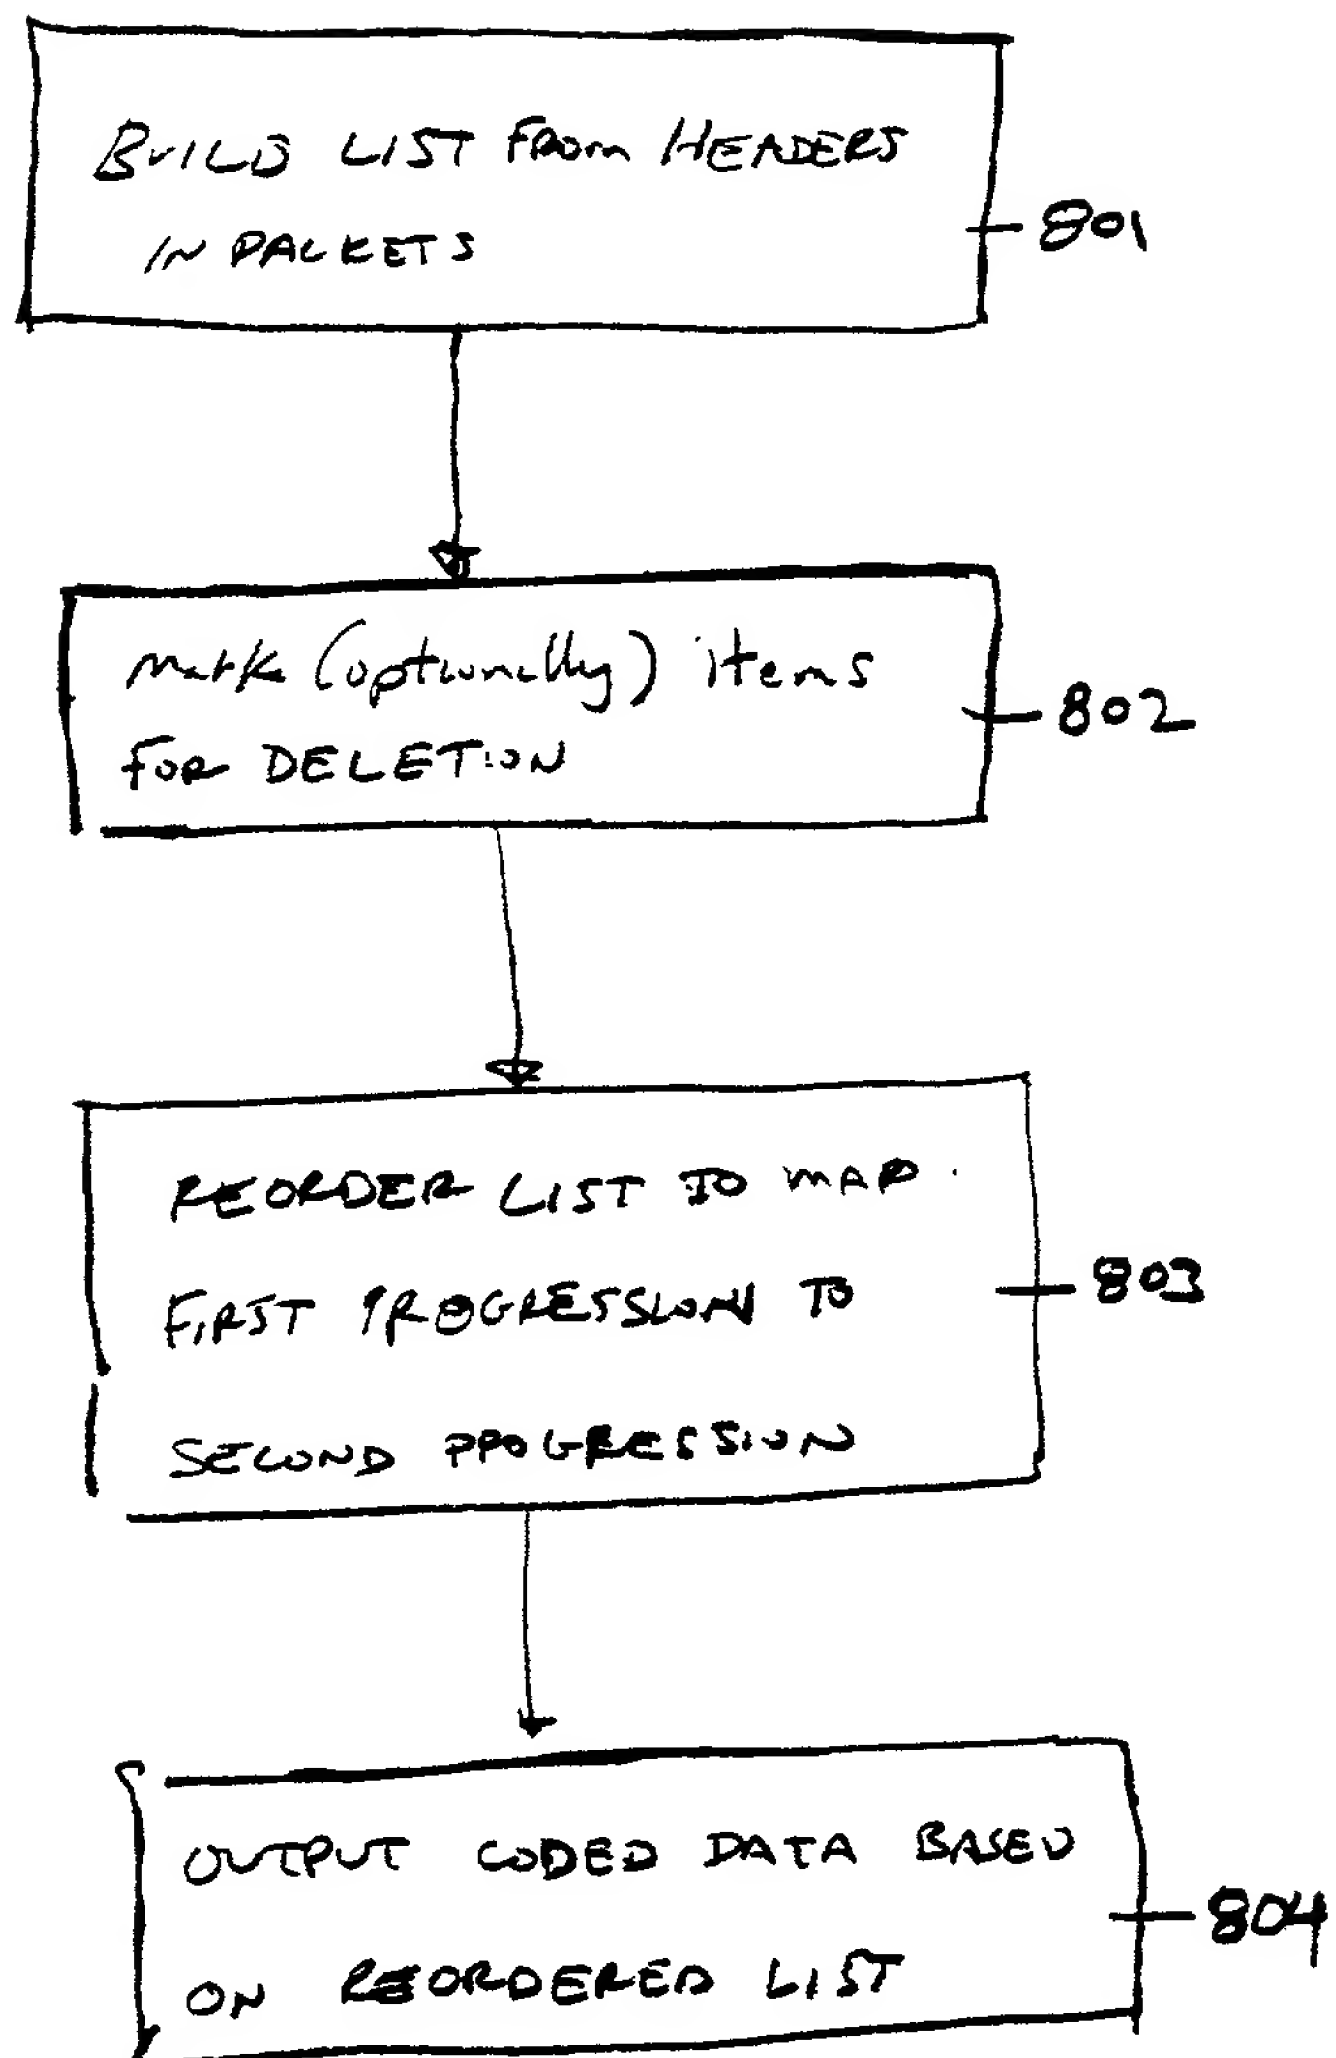 BUILD LIST FROM HEADERS
IN PACKETS
801
Mark (optionally) items
FOR DELETION
802
REORDER LIST TO MAP
FIRST PROGRESSION TO
803
SECOND PROGRESSION
OUTPUT CODED DATA BASED
804
ON REORDERED LIST